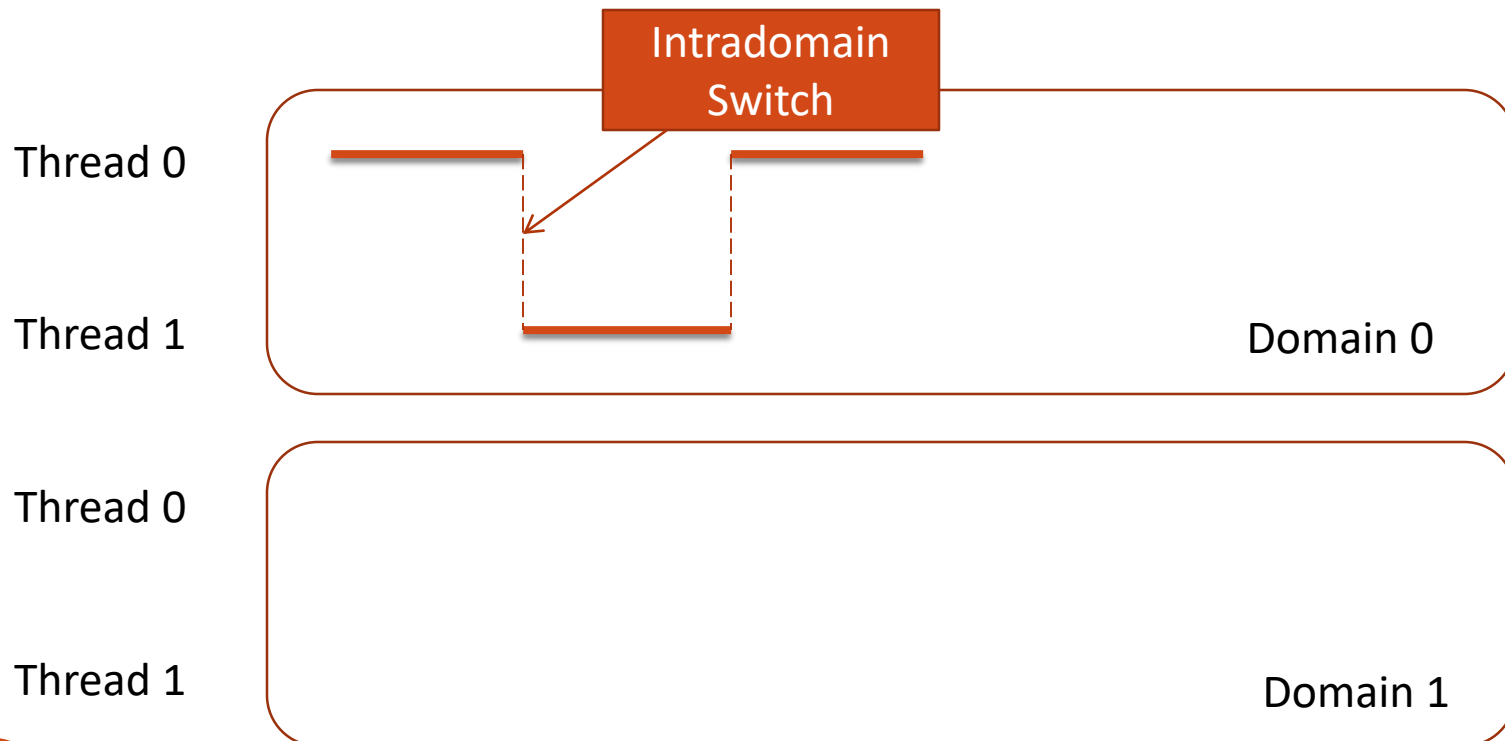 Intradomain
Switch
Thread 0
Thread 1
Domain 0
Thread 0
Thread 1
Domain 1